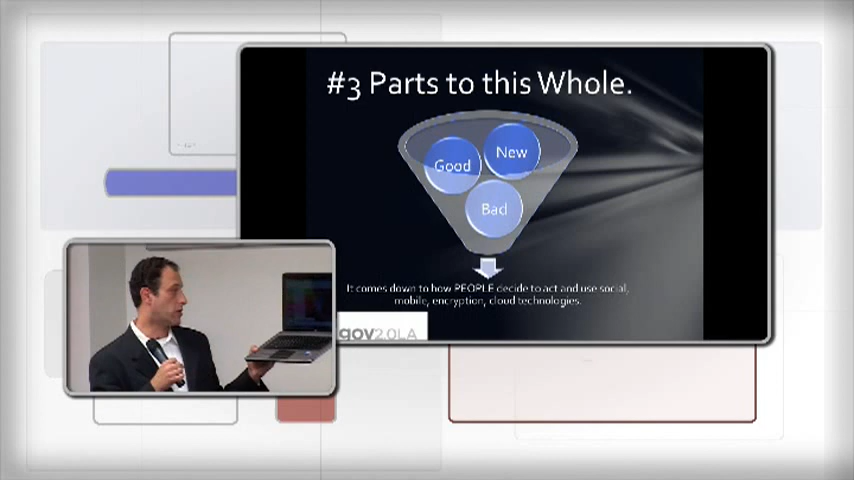 #3 Parts to this Whole.
Good
New
Bad
It comes down to how PEOPLE decide to act and use social,
mobile, encryption, cloud technologies.
gov2.0LA